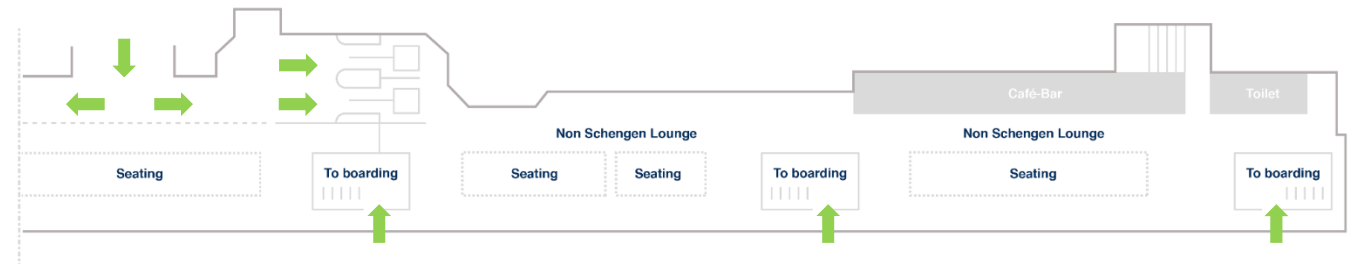 Café-Bar
Toilet
Non Schengen Lounge
Non Schengen Lounge
Seating
To boarding
Seating
Seating
To boarding
Seating
To boarding